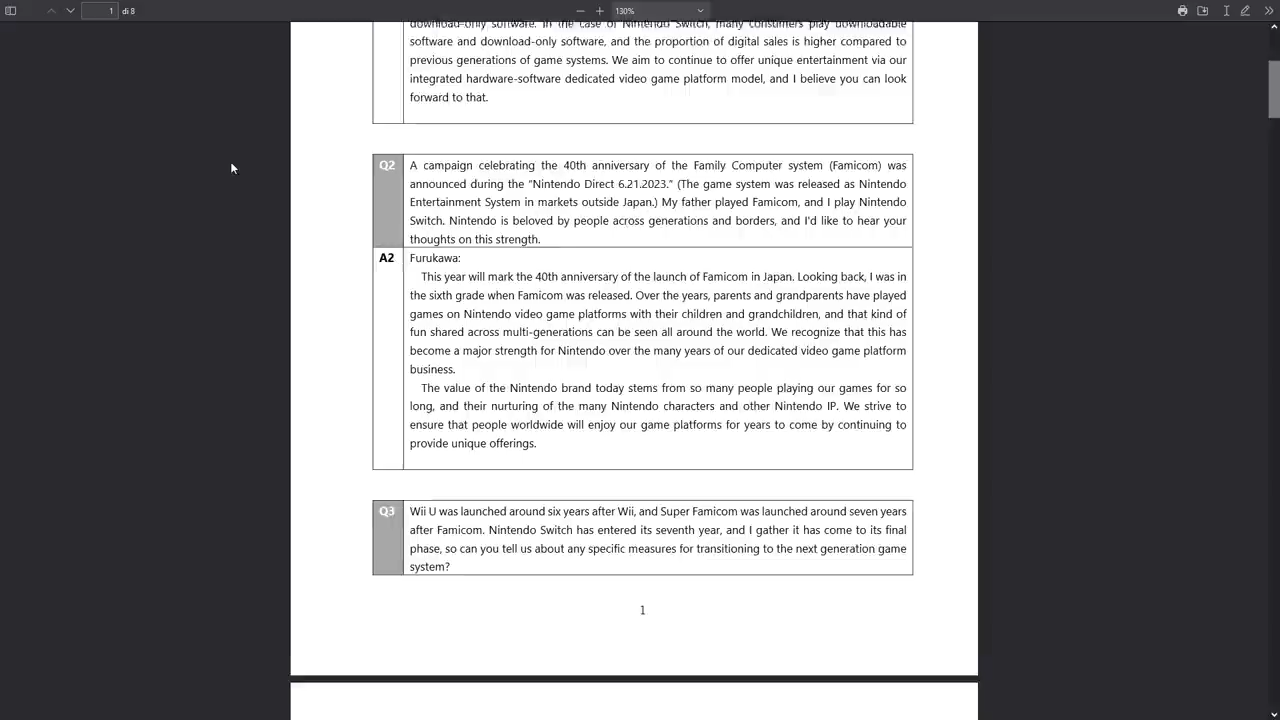 1 di 8 130%
download-only software. In the case of Nintendo Switch, many consumers play downloadable
software and download-only software, and the proportion of digital sales is higher compared to
previous generations of game systems. We aim to continue to offer unique entertainment via our
integrated hardware-software dedicated video game platform model, and I believe you can look
forward to that.
Q2 A campaign celebrating the 40th anniversary of the Family Computer system (Famicom) was
announced during the “Nintendo Direct 6.21.2023.” (The game system was released as Nintendo
Entertainment System in markets outside Japan.) My father played Famicom, and I play Nintendo
Switch. Nintendo is beloved by people across generations and borders, and I'd like to hear your
thoughts on this strength.
A2 Furukawa:
This year will mark the 40th anniversary of the launch of Famicom in Japan. Looking back, I was in
the sixth grade when Famicom was released. Over the years, parents and grandparents have played
games on Nintendo video game platforms with their children and grandchildren, and that kind of
fun shared across multi-generations can be seen all around the world. We recognize that this has
become a major strength for Nintendo over the many years of our dedicated video game platform
business.
The value of the Nintendo brand today stems from so many people playing our games for so
long, and their nurturing of the many Nintendo characters and other Nintendo IP. We strive to
ensure that people worldwide will enjoy our game platforms for years to come by continuing to
provide unique offerings.
Q3 Wii U was launched around six years after Wii, and Super Famicom was launched around seven years
after Famicom. Nintendo Switch has entered its seventh year, and I gather it has come to its final
phase, so can you tell us about any specific measures for transitioning to the next generation game
system?
1